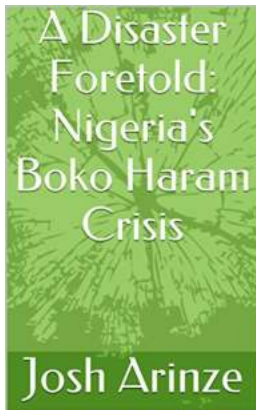 A Disaster
Foretold:
Nigeria's
Boko Haram
Crisis
Josh Arinze